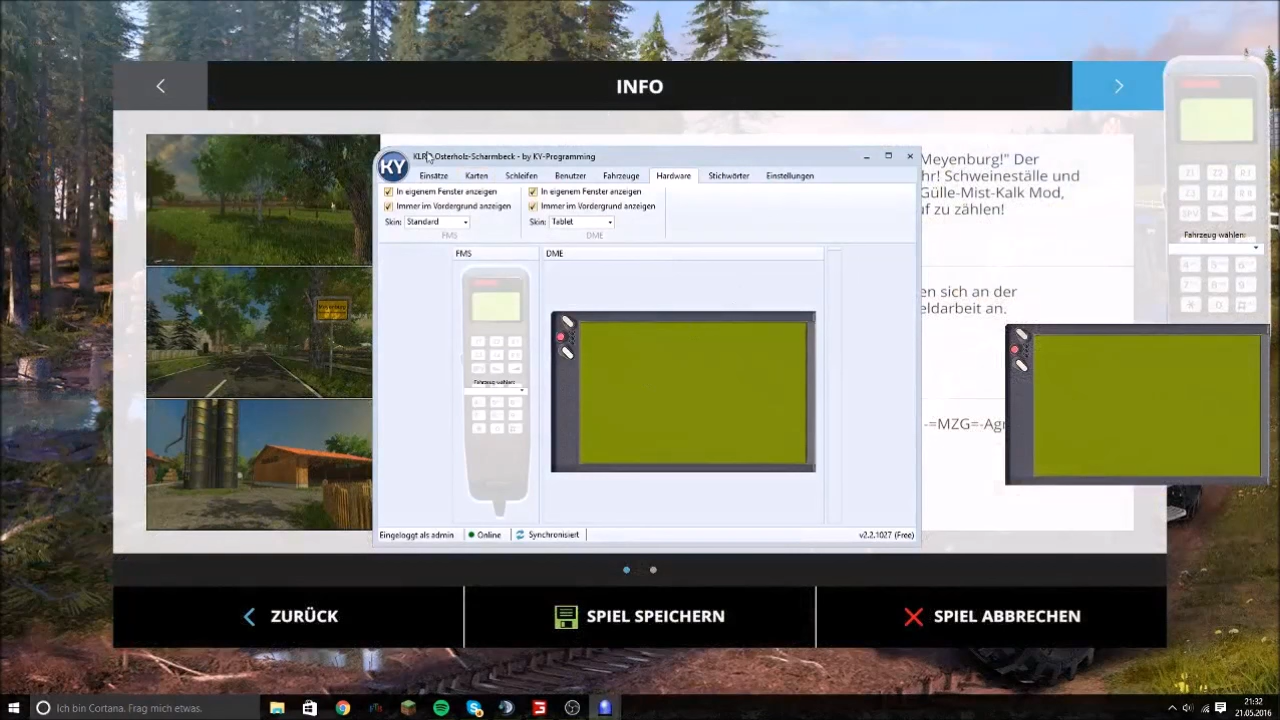 INFO
KY
Osterholz-Scharmbeck - by KY-Programming
Einsätze Karten Schleifen Benutzer Fahrzeuge Hardware Stichwörter Einstellungen
In eigenem Fenster anzeigen
Immer im Vordergrund anzeigen
Skin: Standard
FMS
In eigenem Fenster anzeigen
Immer im Vordergrund anzeigen
Skin: Tablet
DME
FMS
DME
Fahrzeug wählen:
Eingeloggt als admin
Online
Synchronisiert
v2.2.1027 (Free)
Meyenburg!" Der
hr! Schweineställe und
Gülle-Mist-Kalk Mod,
f zu zählen!
en sich an der
eldarbeit an.
-=MZG=-Agr
Fahrzeug wählen:
ZURÜCK
SPIEL SPEICHERN
SPIEL ABBRECHEN
Ich bin Cortana. Frag mich etwas.
21:32
21.05.2016